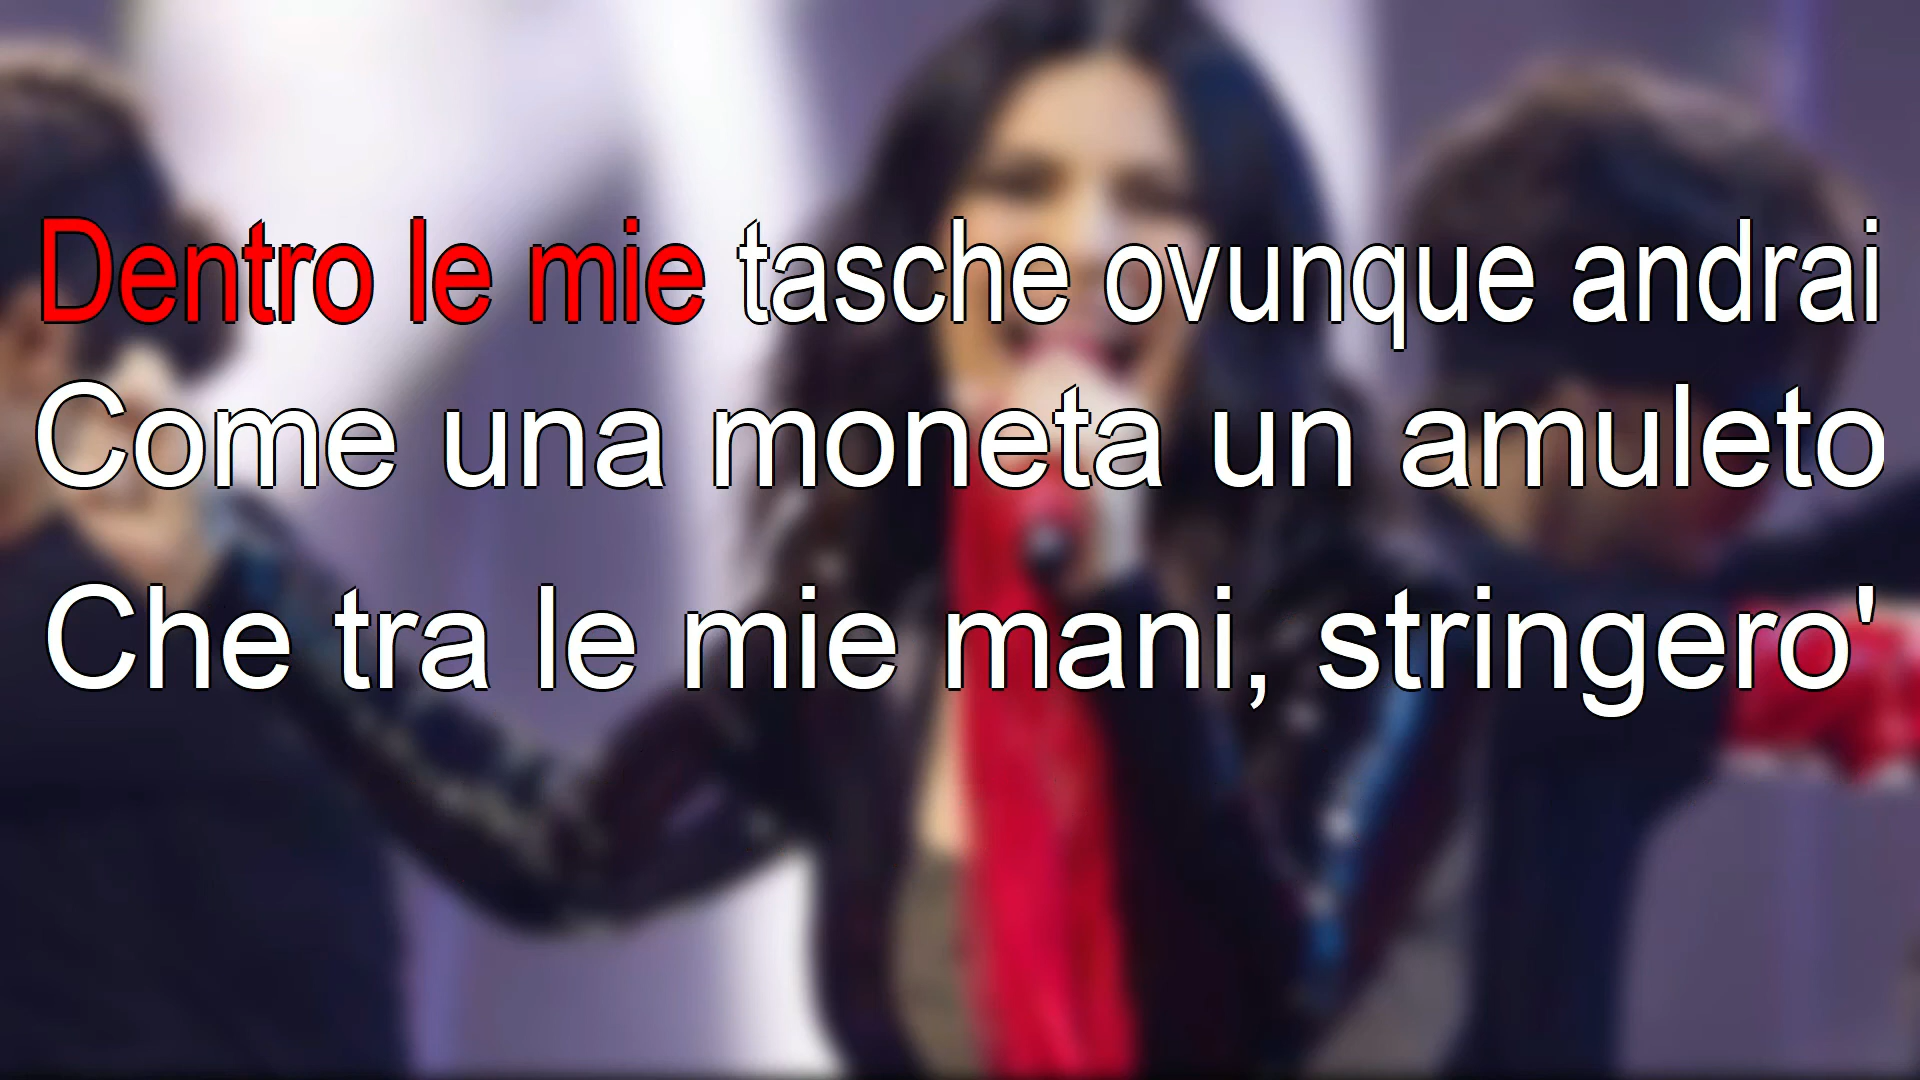 Dentro le mie tasche ovunque andrai
Come una moneta un amuleto
Che tra le mie mani, stringero'